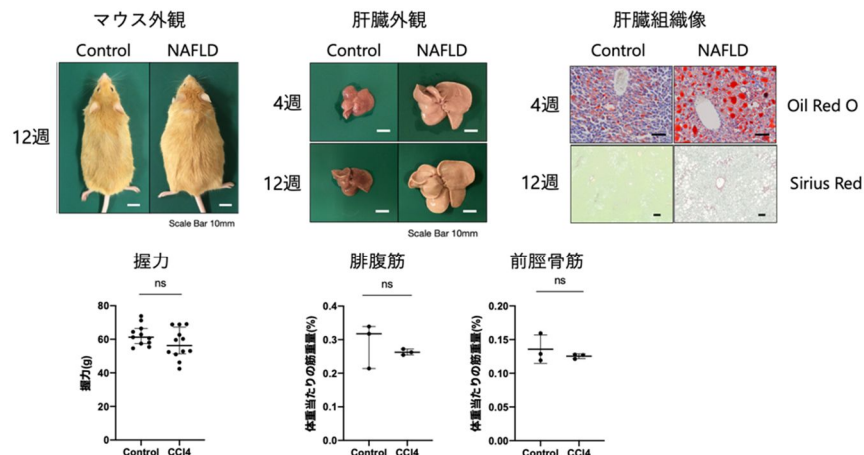 マウス外観
Control NAFLD
12週
Scale Bar 10mm
肝臓外観
Control NAFLD
4週
12週
Scale Bar 10mm
肝臓組織像
Control NAFLD
4週
Oil Red O
12週
Sirius Red
握力
ns
握力(g)
80
60
40
20
0
Control CCl4
腓腹筋
ns
体重当たりの筋重量(%)
0.4
0.3
0.2
0.1
0.0
Control CCl4
前脛骨筋
ns
体重当たりの筋重量(%)
0.20
0.15
0.10
0.05
0.00
Control CCl4